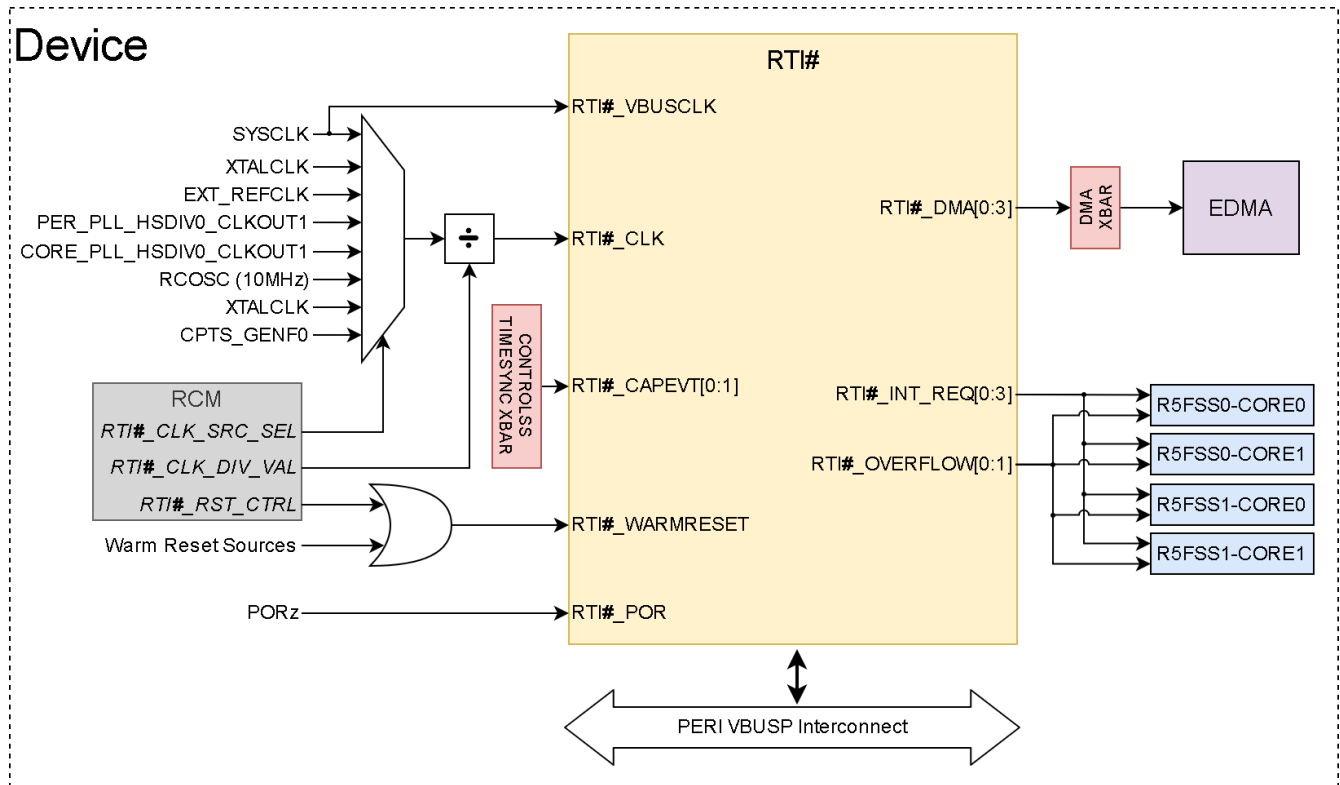 Device
RTI#
RTI#_VBUSCLK
SYSCLK
XTALCLK
EXT_REFCLK
PER_PLL_HSDIV0_CLKOUT1
CORE_PLL_HSDIV0_CLKOUT1
RCOSC (10MHz)
XTALCLK
CPTS_GENF0
÷
RTI#_CLK
RTI#_DMA[0:3]
DMA
XBAR
EDMA
CONTROLSS
TIMESYNC XBAR
RTI#_CAPEVT[0:1]
RCM
RTI#_CLK_SRC_SEL
RTI#_CLK_DIV_VAL
RTI#_RST_CTRL
Warm Reset Sources
RTI#_WARMRESET
PORz
RTI#_POR
RTI#_INT_REQ[0:3]
RTI#_OVERFLOW[0:1]
R5FSS0-CORE0
R5FSS0-CORE1
R5FSS1-CORE0
R5FSS1-CORE1
PERI VBUSP Interconnect